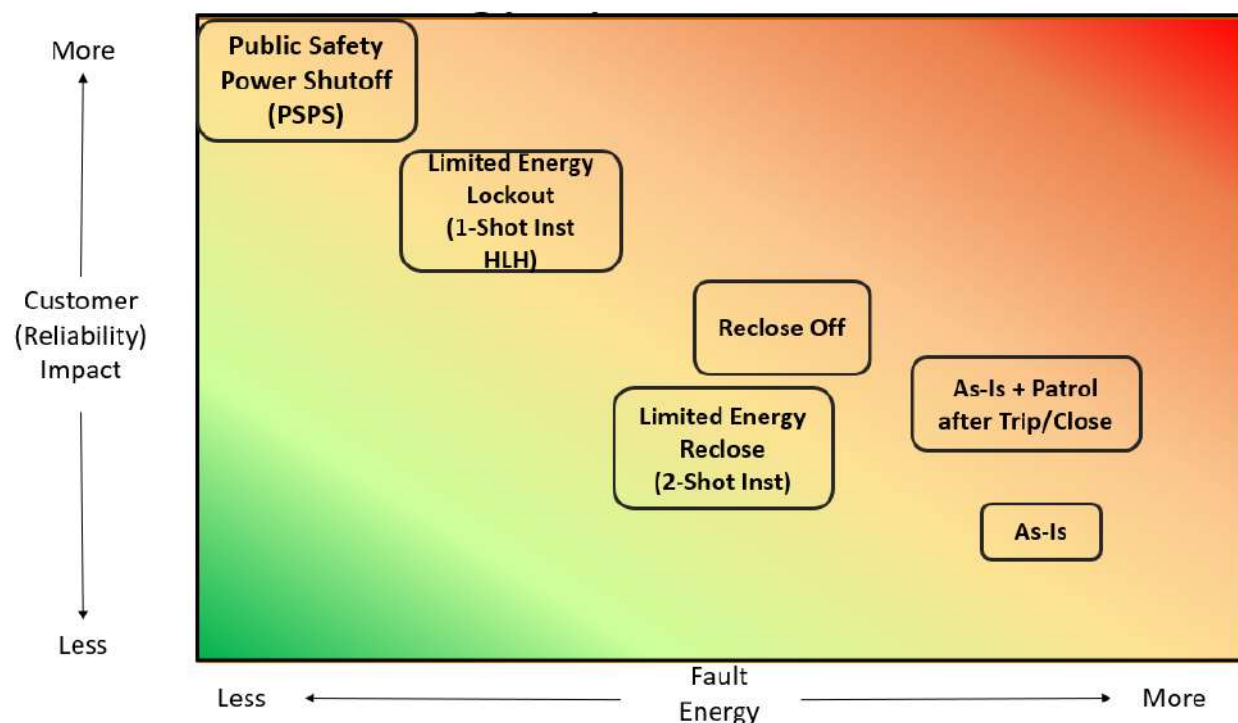 More
Customer
(Reliability)
Impact
Less
Public Safety
Power Shutoff
(PSPS)
Limited Energy
Lockout
(1-Shot Inst
HLH)
Reclose Off
Limited Energy
Reclose
(2-Shot Inst)
As-Is + Patrol
after Trip/Close
As-Is
Less
Fault
Energy
More